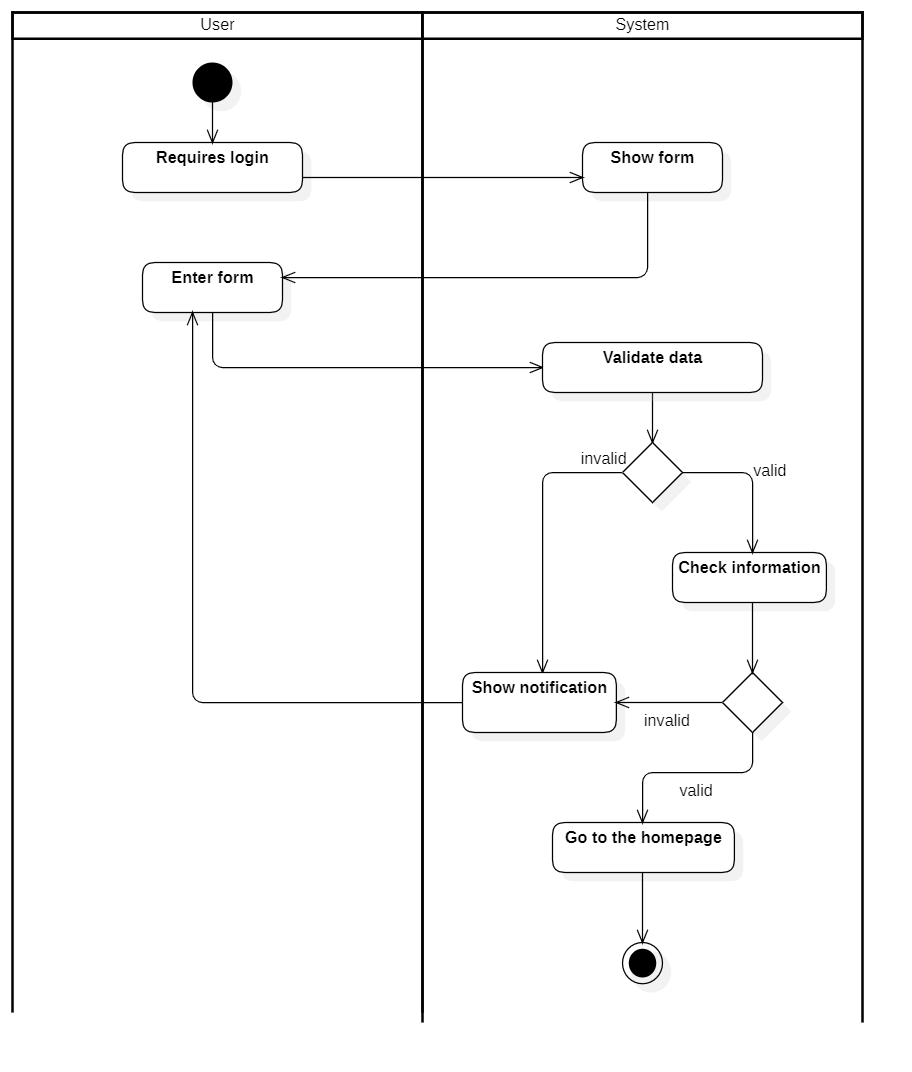 User
System
Requires login
Show form
Enter form
Validate data
invalid
valid
Check information
Show notification
invalid
valid
Go to the homepage